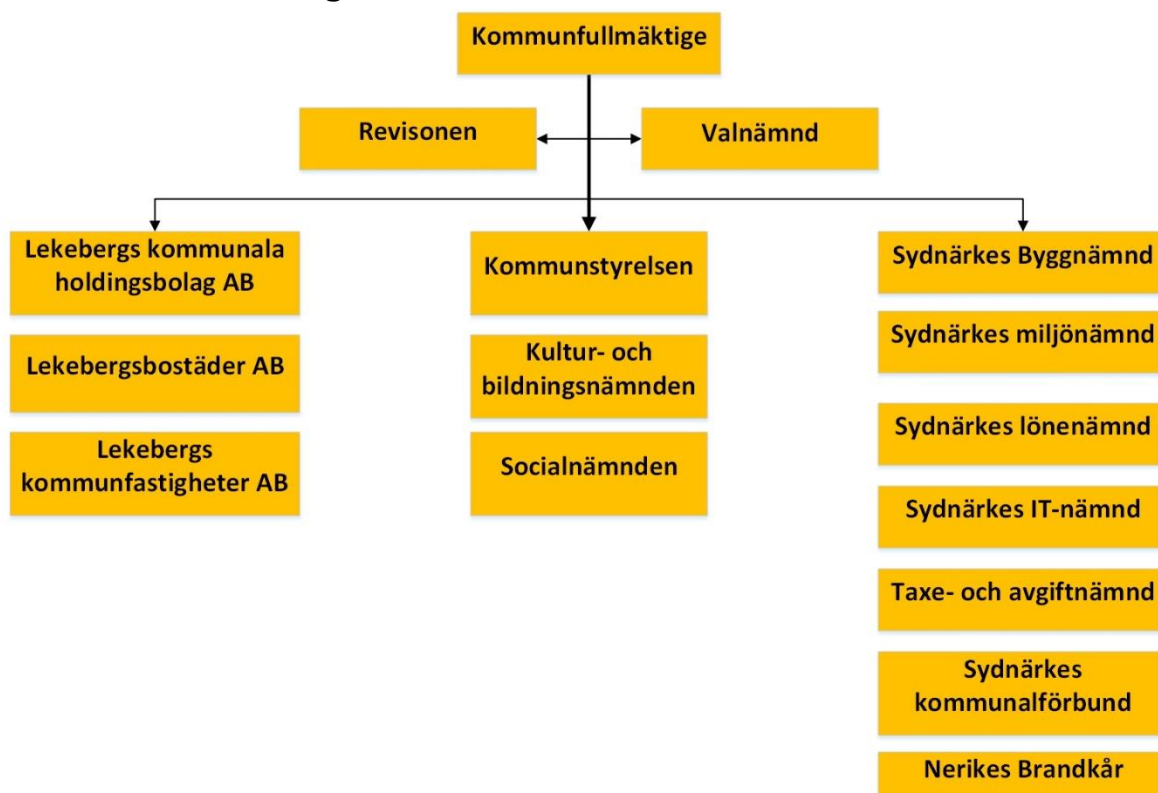 Kommunfullmäktige
Revisonen
Valnämnd
Lekebergs kommunala
holdingsbolag AB
Lekebergsbostäder AB
Lekebergs
kommunfastigheter AB
Kommunstyrelsen
Kultur- och
bildningsnämnden
Socialnämnden
Sydnärkes Byggnämnd
Sydnärkes miljönämnd
Sydnärkes lönenämnd
Sydnärkes IT-nämnd
Taxe- och avgiftnämnd
Sydnärkes
kommunalförbund
Nerikes Brandkår